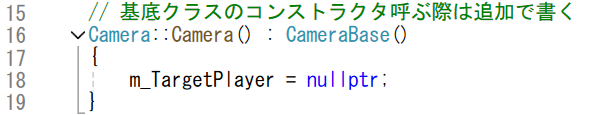 15 // 基底クラスのコンストラクタ呼ぶ際は追加で書く
16 Camera::Camera() : CameraBase()
17 {
18 m_TargetPlayer = nullptr;
19 }